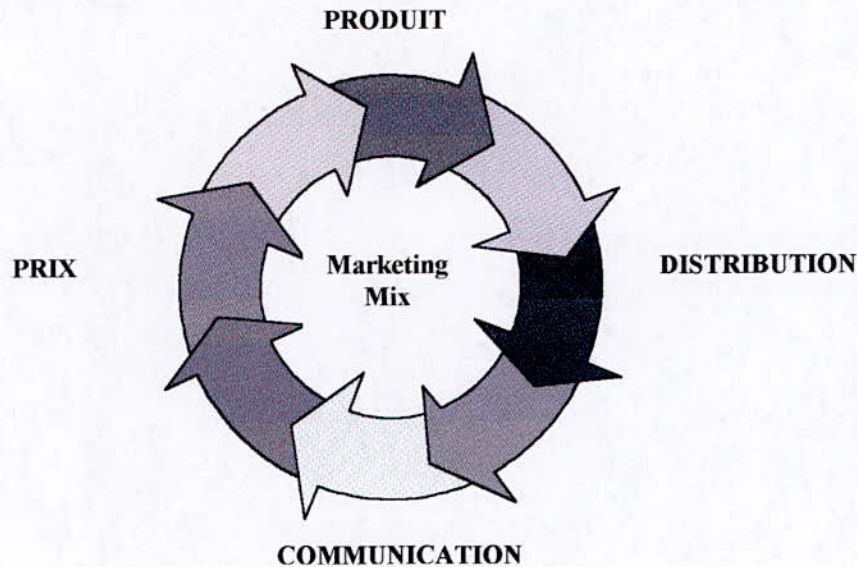 PRODUIT
PRIX
Marketing
Mix
DISTRIBUTION
COMMUNICATION